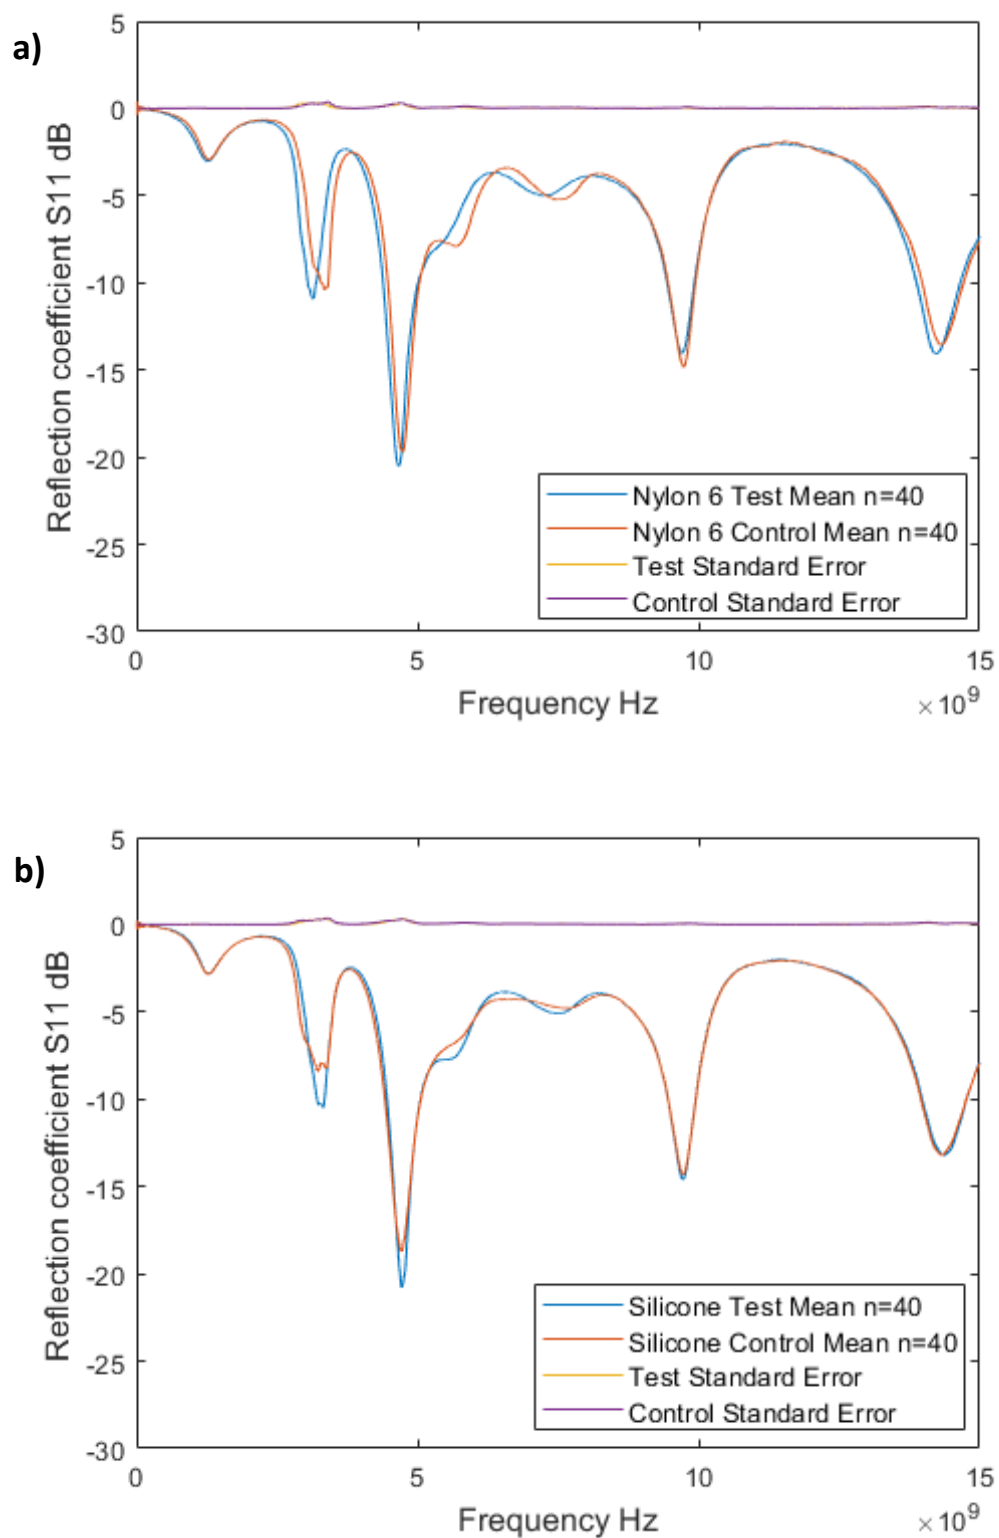 a)
5
0
-5
-10
-15
-20
-25
-30
Reflection coefficient S11 dB
Nylon 6 Test Mean n=40
Nylon 6 Control Mean n=40
Test Standard Error
Control Standard Error
0 5 10 15
Frequency Hz
×10^9
b)
5
0
-5
-10
-15
-20
-25
-30
Reflection coefficient S11 dB
Silicone Test Mean n=40
Silicone Control Mean n=40
Test Standard Error
Control Standard Error
0 5 10 15
Frequency Hz
×10^9